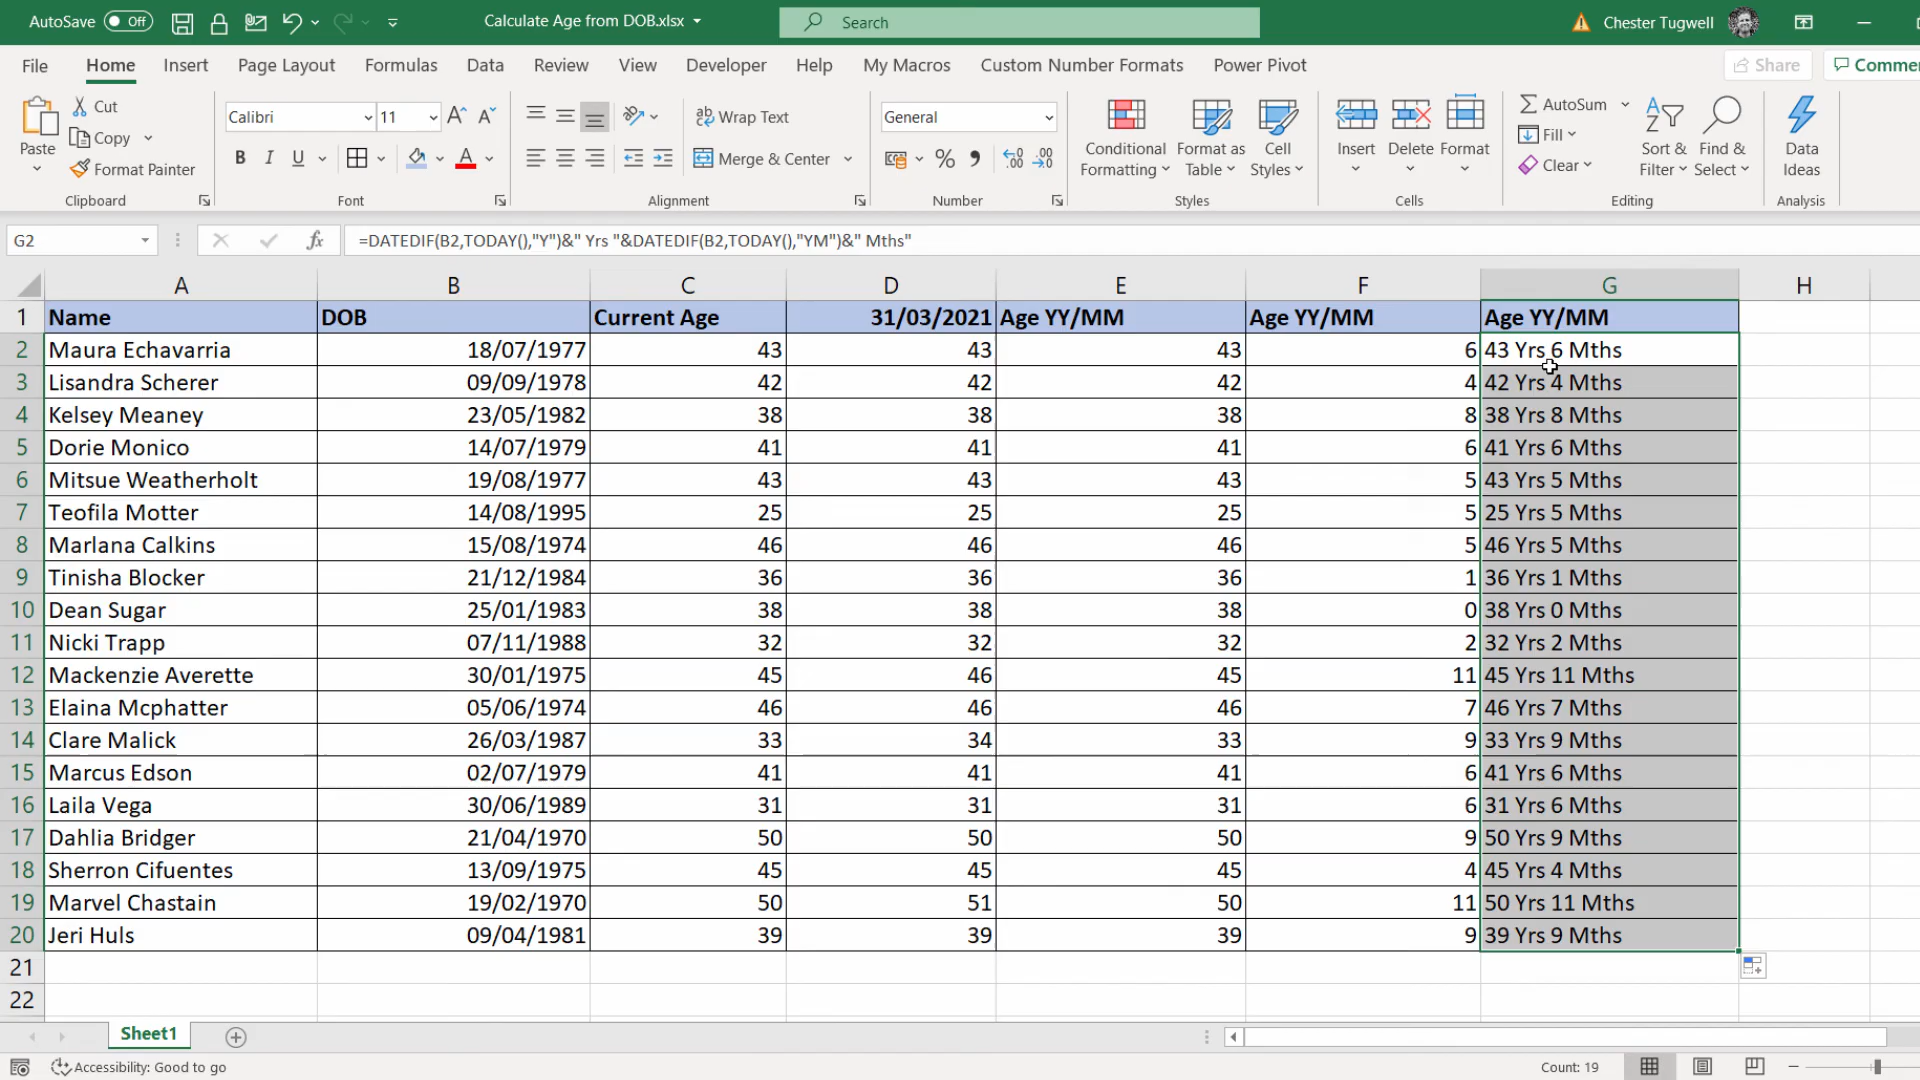 AutoSave Off Calculate Age from DOB.xlsx Search Chester Tugwell
File Home Insert Page Layout Formulas Data Review View Developer Help My Macros Custom Number Formats Power Pivot Share Comme
Paste Cut Copy Format Painter
Clipboard
Calibri 11
B I U A
Font
ab Wrap Text
Merge & Center
Alignment
General
%
Number
Conditional Formatting Format as Table Cell Styles
Styles
Insert Delete Format
Cells
AutoSum Fill Clear Sort & Filter Find & Select
Editing
Data Ideas
Analysis
G2 fx =DATEDIF(B2,TODAY(),"Y")&" Yrs "&DATEDIF(B2,TODAY(),"YM")&" Mths"
A B C D E F G H
1 Name DOB Current Age 31/03/2021 Age YY/MM Age YY/MM Age YY/MM
2 Maura Echavarria 18/07/1977 43 43 43 6 43 Yrs 6 Mths
3 Lisandra Scherer 09/09/1978 42 42 42 4 42 Yrs 4 Mths
4 Kelsey Meaney 23/05/1982 38 38 38 8 38 Yrs 8 Mths
5 Dorie Monico 14/07/1979 41 41 41 6 41 Yrs 6 Mths
6 Mitsue Weatherholt 19/08/1977 43 43 43 5 43 Yrs 5 Mths
7 Teofila Motter 14/08/1995 25 25 25 5 25 Yrs 5 Mths
8 Marlana Calkins 15/08/1974 46 46 46 5 46 Yrs 5 Mths
9 Tinisha Blocker 21/12/1984 36 36 36 1 36 Yrs 1 Mths
10 Dean Sugar 25/01/1983 38 38 38 0 38 Yrs 0 Mths
11 Nicki Trapp 07/11/1988 32 32 32 2 32 Yrs 2 Mths
12 Mackenzie Averette 30/01/1975 45 46 45 11 45 Yrs 11 Mths
13 Elaina Mcphatter 05/06/1974 46 46 46 7 46 Yrs 7 Mths
14 Clare Malick 26/03/1987 33 34 33 9 33 Yrs 9 Mths
15 Marcus Edson 02/07/1979 41 41 41 6 41 Yrs 6 Mths
16 Laila Vega 30/06/1989 31 31 31 6 31 Yrs 6 Mths
17 Dahlia Bridger 21/04/1970 50 50 50 9 50 Yrs 9 Mths
18 Sherron Cifuentes 13/09/1975 45 45 45 4 45 Yrs 4 Mths
19 Marvel Chastain 19/02/1970 50 51 50 11 50 Yrs 11 Mths
20 Jeri Huls 09/04/1981 39 39 39 9 39 Yrs 9 Mths
21
22
Sheet1
Accessibility: Good to go Count: 19